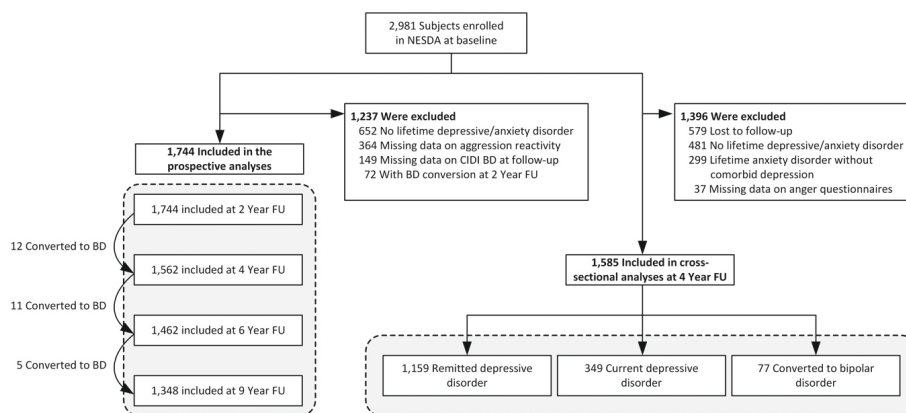 2,981 Subjects enrolled
in NESDA at baseline
1,237 Were excluded
652 No lifetime depressive/anxiety disorder
364 Missing data on aggression reactivity
149 Missing data on CIDI BD at follow-up
72 With BD conversion at 2 Year FU
1,396 Were excluded
579 Lost to follow-up
481 No lifetime depressive/anxiety disorder
299 Lifetime anxiety disorder without
comorbid depression
37 Missing data on anger questionnaires
1,744 Included in the
prospective analyses
1,744 included at 2 Year FU
12 Converted to BD
1,562 included at 4 Year FU
11 Converted to BD
1,462 included at 6 Year FU
5 Converted to BD
1,348 included at 9 Year FU
1,585 Included in cross-
sectional analyses at 4 Year FU
1,159 Remitted depressive
disorder
349 Current depressive
disorder
77 Converted to bipolar
disorder